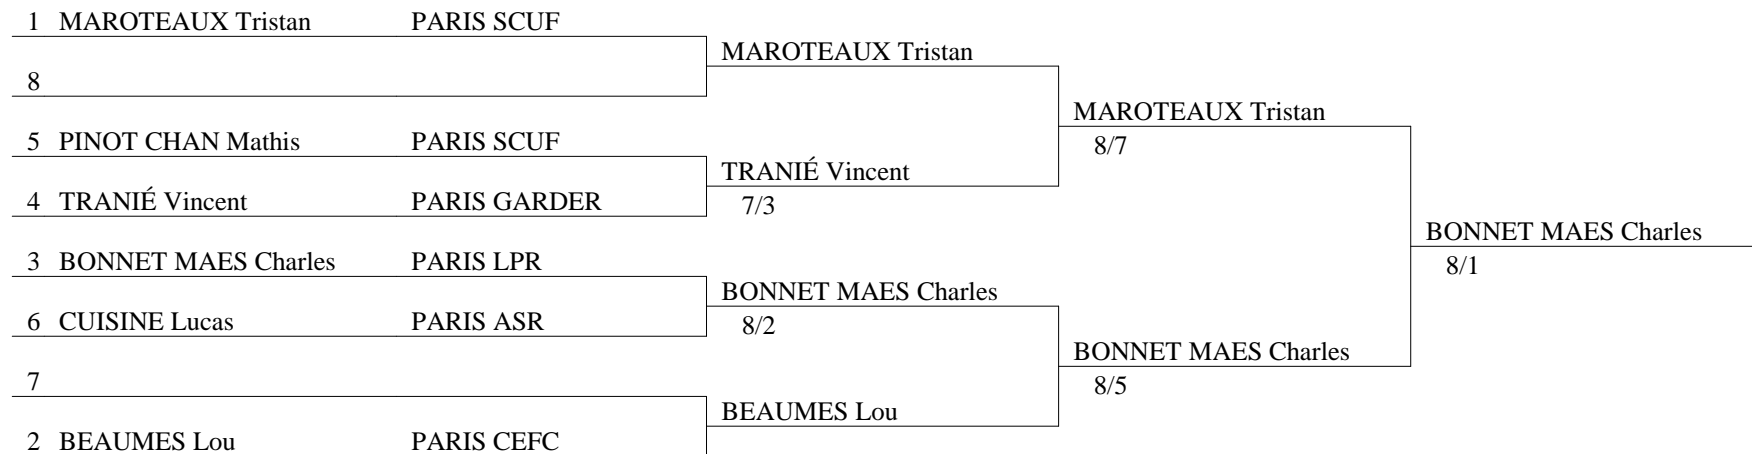 1 MAROTEAUX Tristan PARIS SCUF
MAROTEAUX Tristan
8
MAROTEAUX Tristan
8/7
5 PINOT CHAN Mathis PARIS SCUF
TRANIÉ Vincent
7/3
4 TRANIÉ Vincent PARIS GARDER
BONNET MAES Charles
8/1
3 BONNET MAES Charles PARIS LPR
BONNET MAES Charles
8/2
6 CUISINE Lucas PARIS ASR
BONNET MAES Charles
8/5
7
BEAUMES Lou
2 BEAUMES Lou PARIS CEFC